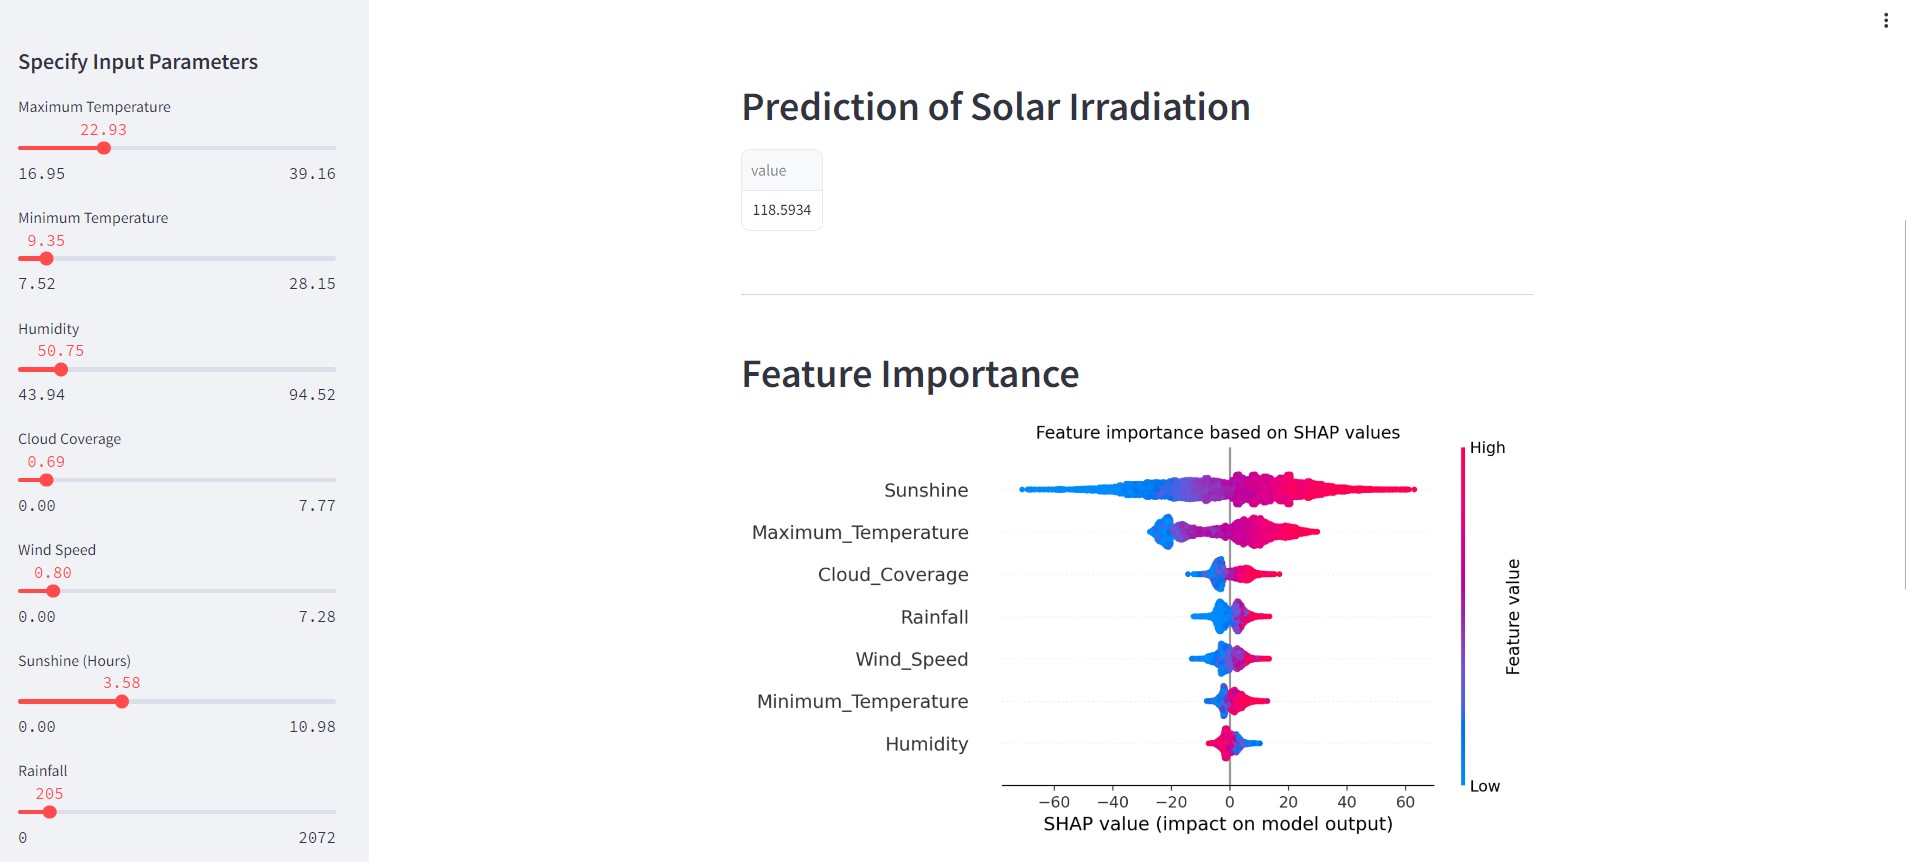 Specify Input Parameters
Maximum Temperature
22.93
16.95 39.16
Minimum Temperature
9.35
7.52 28.15
Humidity
50.75
43.94 94.52
Cloud Coverage
0.69
0.00 7.77
Wind Speed
0.80
0.00 7.28
Sunshine (Hours)
3.58
0.00 10.98
Rainfall
205
0 2072
Prediction of Solar Irradiation
value
118.5934
Feature Importance
Feature importance based on SHAP values
High
Sunshine
Maximum_Temperature
Cloud_Coverage
Rainfall
Wind_Speed
Minimum_Temperature
Humidity
Feature value
Low
−60 −40 −20 0 20 40 60
SHAP value (impact on model output)